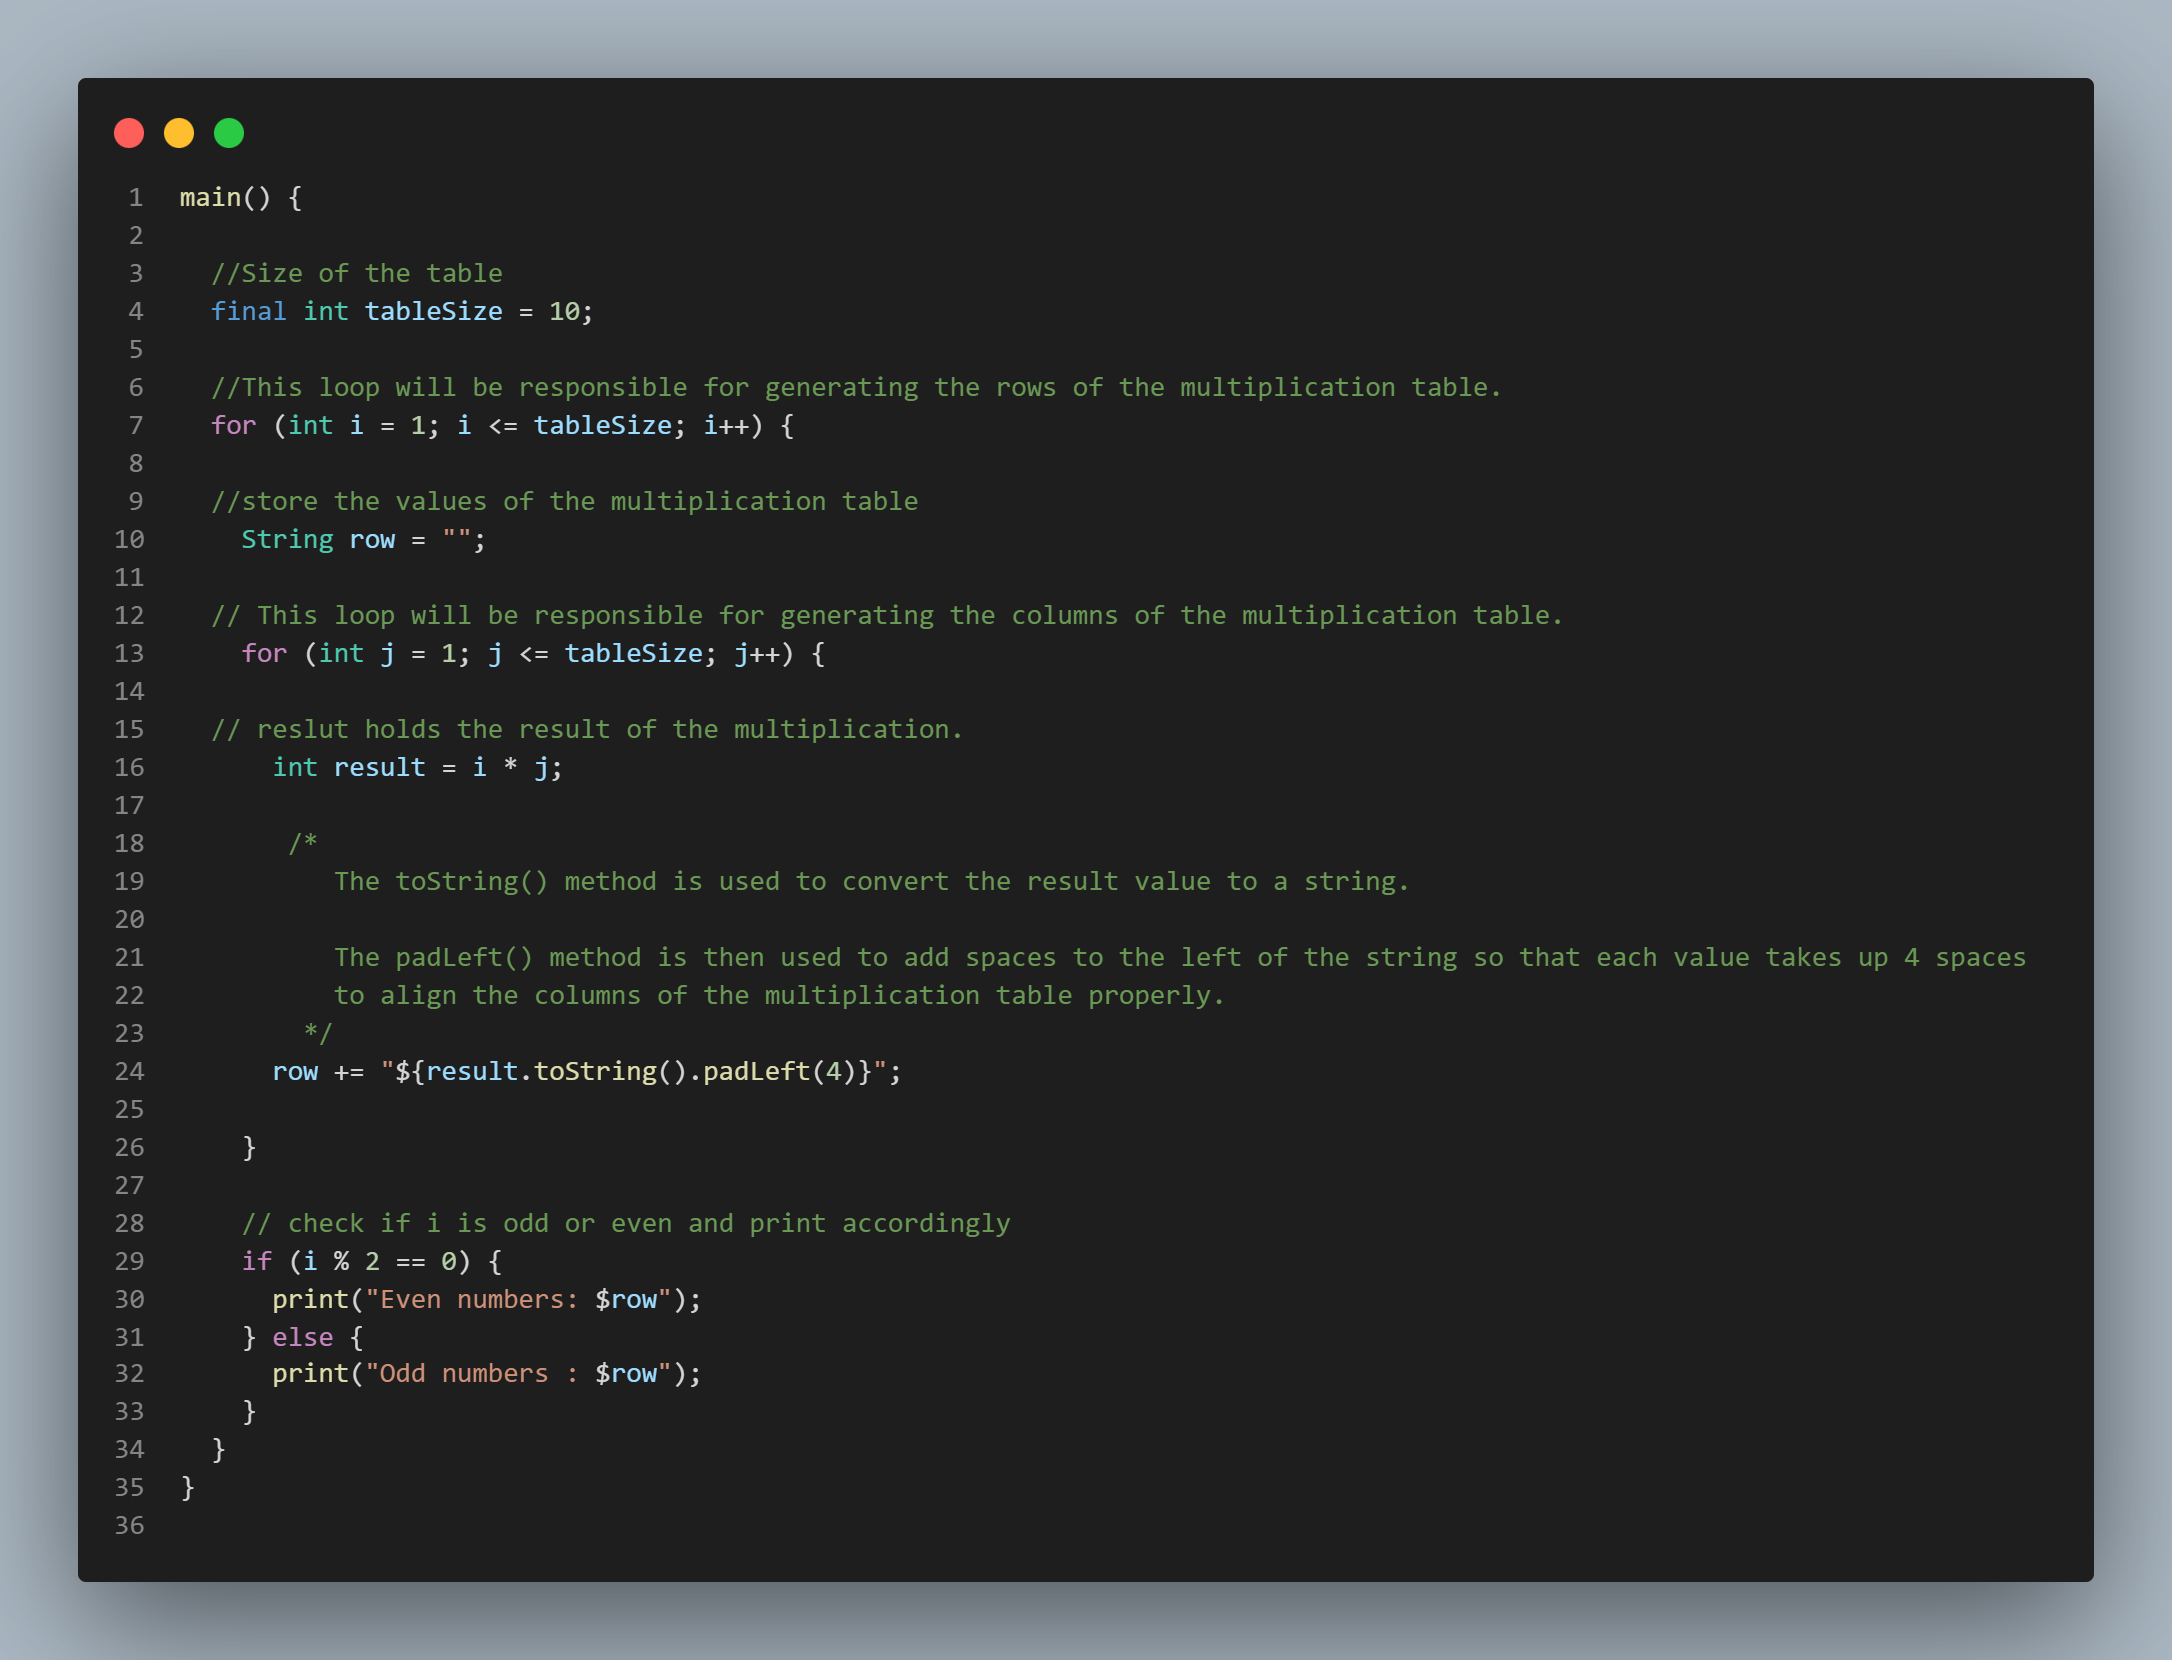 1 main() {
2
3   //Size of the table
4   final int tableSize = 10;
5
6   //This loop will be responsible for generating the rows of the multiplication table.
7   for (int i = 1; i <= tableSize; i++) {
8
9   //store the values of the multiplication table
10     String row = "";
11
12   // This loop will be responsible for generating the columns of the multiplication table.
13     for (int j = 1; j <= tableSize; j++) {
14
15   // reslut holds the result of the multiplication.
16       int result = i * j;
17
18        /*
19           The toString() method is used to convert the result value to a string.
20
21           The padLeft() method is then used to add spaces to the left of the string so that each value takes up 4 spaces
22           to align the columns of the multiplication table properly.
23         */
24       row += "${result.toString().padLeft(4)}";
25
26     }
27
28     // check if i is odd or even and print accordingly
29     if (i % 2 == 0) {
30       print("Even numbers: $row");
31     } else {
32       print("Odd numbers : $row");
33     }
34   }
35 }
36